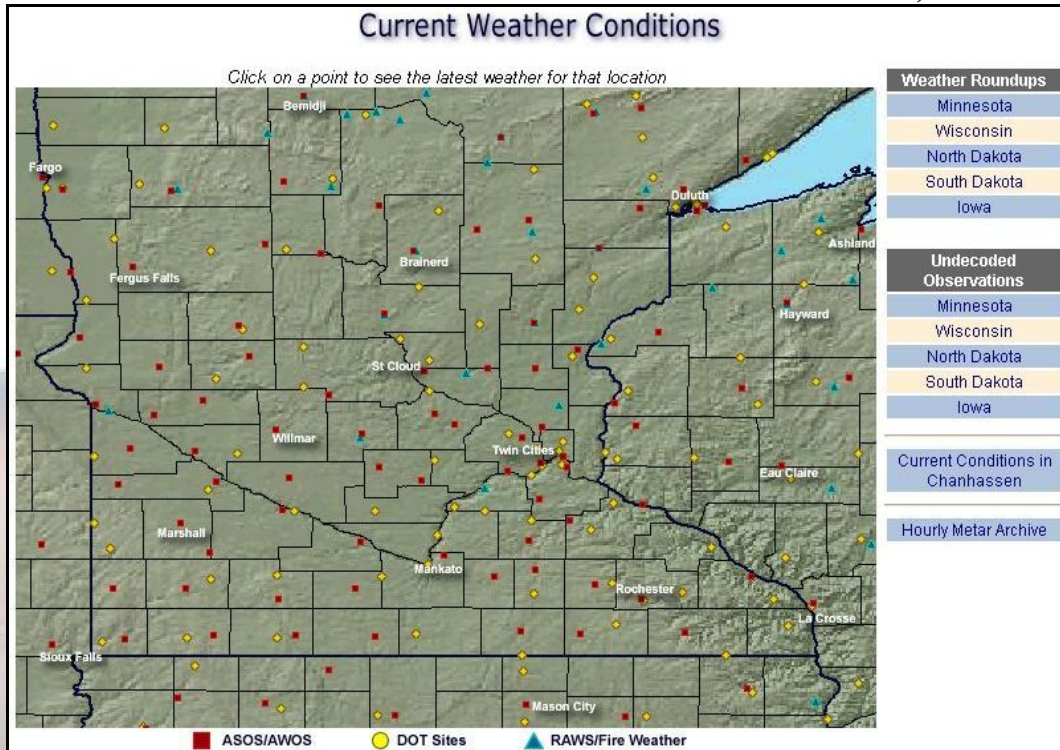 Current Weather Conditions
Click on a point to see the latest weather for that location
Bemidji
Fargo
Duluth
Ashland
Brainerd
Fergus Falls
Hayward
St Cloud
Willmar
Twin Cities
Eau Claire
Marshall
Mankato
Rochester
La Crosse
Sioux Falls
Mason City
ASOS/AWOS
DOT Sites
RAWS/Fire Weather
Weather Roundups
Minnesota
Wisconsin
North Dakota
South Dakota
Iowa
Undecoded
Observations
Minnesota
Wisconsin
North Dakota
South Dakota
Iowa
Current Conditions in
Chanhassen
Hourly Metar Archive